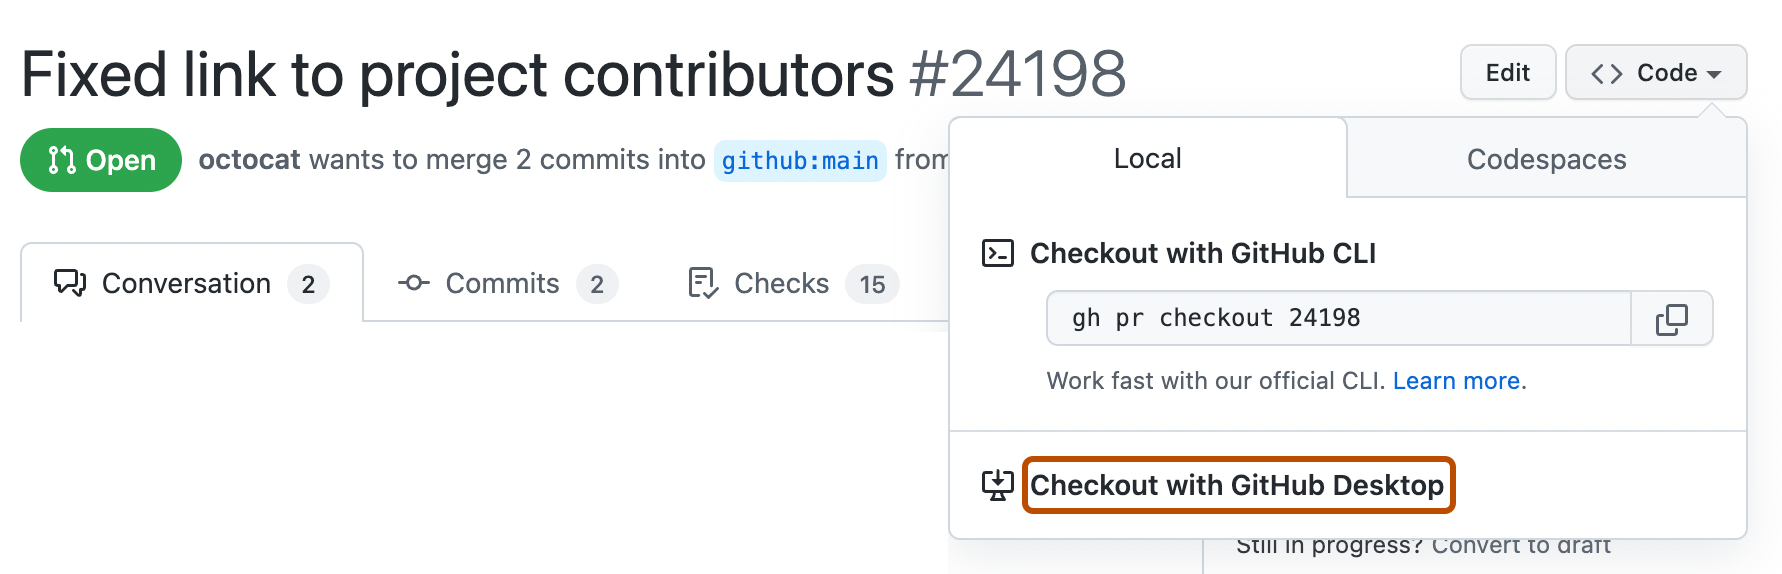 Fixed link to project contributors #24198
Edit
Code
Open
octocat wants to merge 2 commits into github:main from
Local
Codespaces
Conversation 2
Commits 2
Checks 15
Checkout with GitHub CLI
gh pr checkout 24198
Work fast with our official CLI. Learn more.
Checkout with GitHub Desktop
Still in progress? Convert to draft